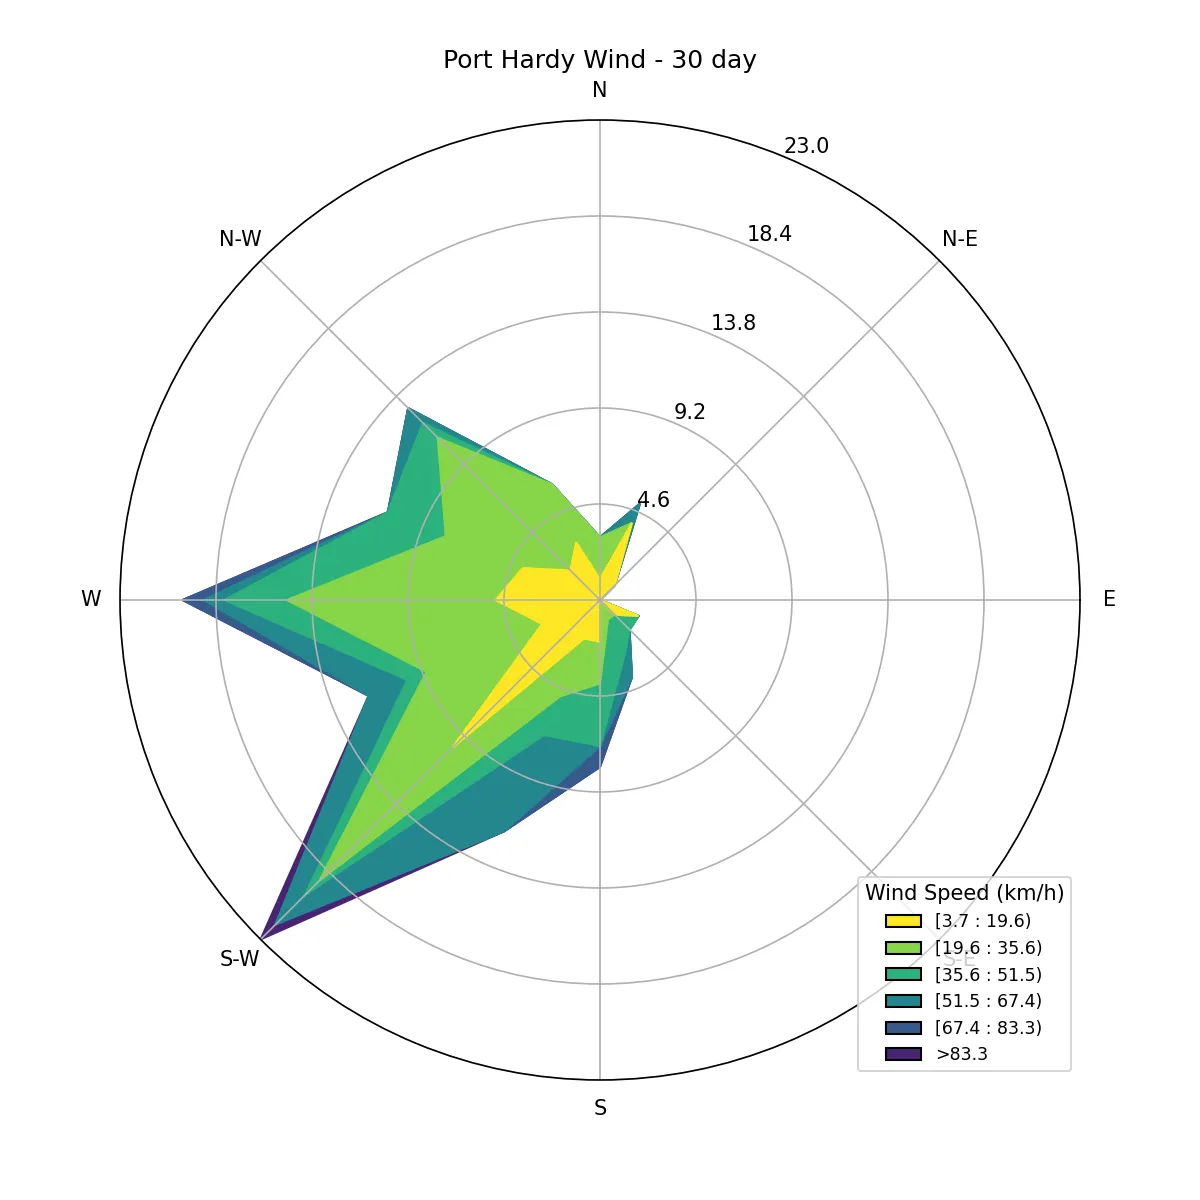 Port Hardy Wind - 30 day
N
23.0
18.4
N-W
N-E
13.8
9.2
4.6
W
E
Wind Speed (km/h)
[3.7 : 19.6)
[19.6 : 35.6)
S-W
S-E
[35.6 : 51.5)
[51.5 : 67.4)
[67.4 : 83.3)
>83.3
S